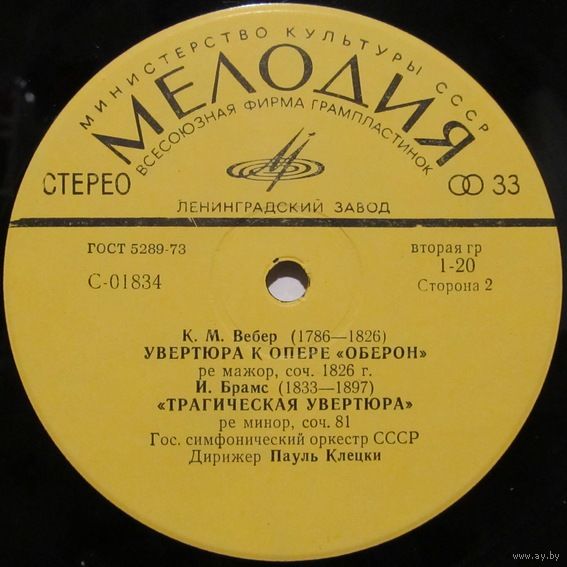 МИНИСТЕРСТВО КУЛЬТУРЫ СССР
МЕЛОДИЯ
ВСЕСОЮЗНАЯ ФИРМА ГРАМПЛАСТИНОК
СТЕРЕО
33
ЛЕНИНГРАДСКИЙ ЗАВОД
ГОСТ 5289-73
вторая гр
С-01834
1-20
Сторона 2
К. М. Вебер (1786—1826)
УВЕРТЮРА К ОПЕРЕ «ОБЕРОН»
ре мажор, соч. 1826 г.
Й. Брамс (1833—1897)
«ТРАГИЧЕСКАЯ УВЕРТЮРА»
ре минор, соч. 81
Гос. симфонический оркестр СССР
Дирижер Пауль Клецки
www.ay.by